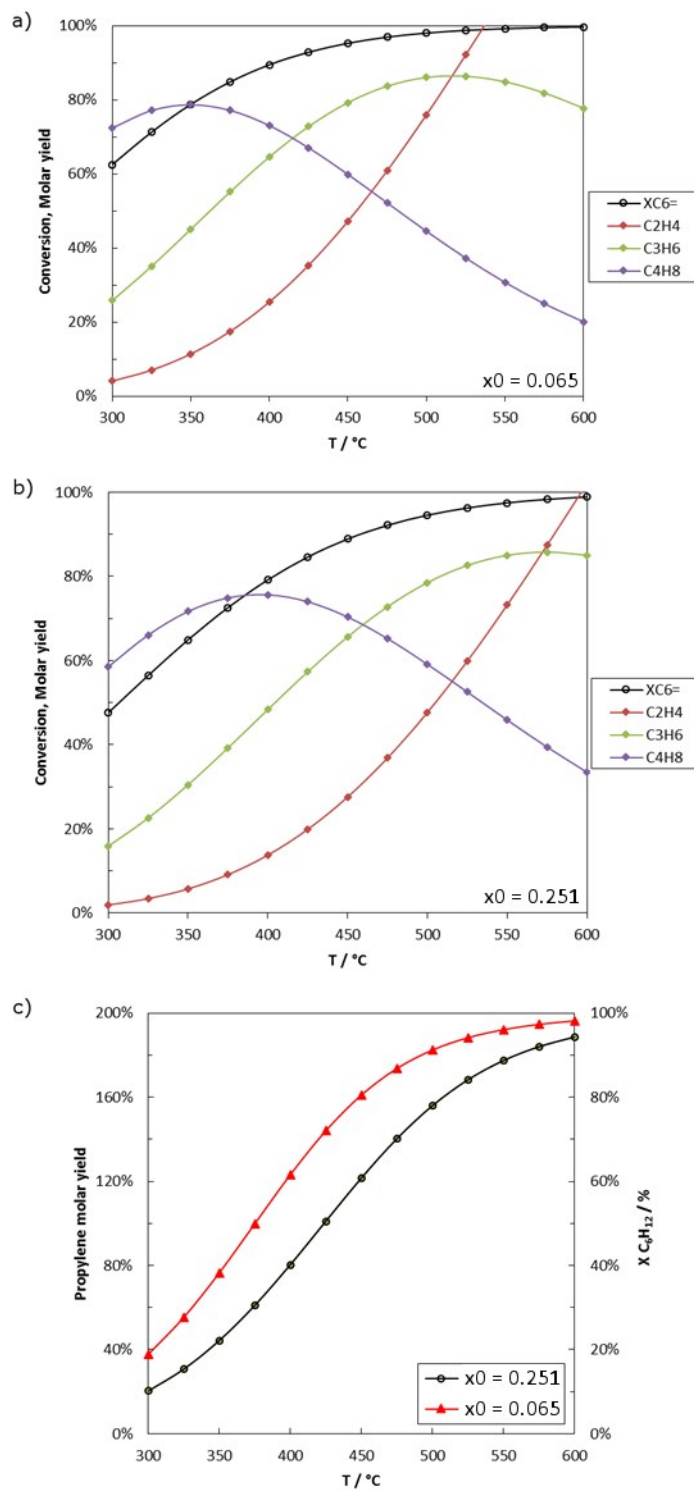 a)
100%
80%
60%
40%
20%
0%
Conversion, Molar yield
300 350 400 450 500 550 600
T / °C
x0 = 0.065
XC6=
C2H4
C3H6
C4H8
b)
100%
80%
60%
40%
20%
0%
Conversion, Molar yield
300 350 400 450 500 550 600
T / °C
x0 = 0.251
XC6=
C2H4
C3H6
C4H8
c)
200%
160%
120%
80%
40%
0%
Propylene molar yield
100%
80%
60%
40%
20%
0%
X C₆H₁₂ / %
x0 = 0.251
x0 = 0.065
300 350 400 450 500 550 600
T / °C